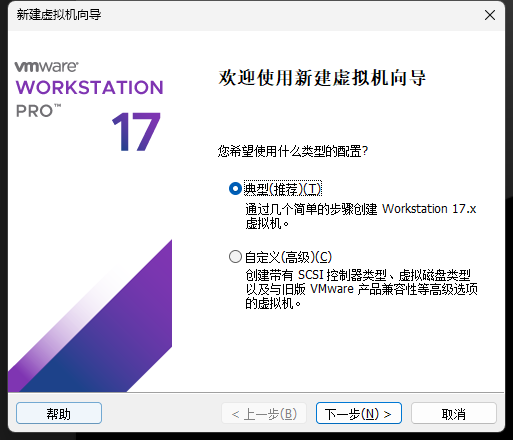 新建虚拟机向导
vmware
WORKSTATION
PRO™
17
欢迎使用新建虚拟机向导
您希望使用什么类型的配置?
典型(推荐)(T)
通过几个简单的步骤创建 Workstation 17.x
虚拟机。
自定义(高级)(C)
创建带有 SCSI 控制器类型、虚拟磁盘类型
以及与旧版 VMware 产品兼容性等高级选项
的虚拟机。
帮助
< 上一步(B)
下一步(N) >
取消